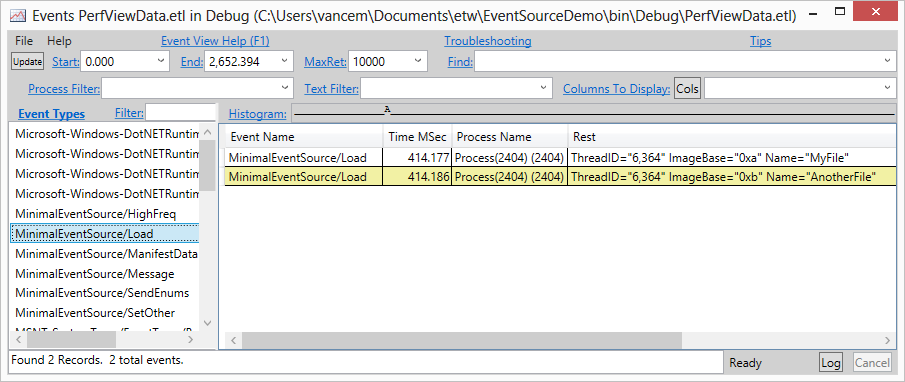 Events PerfViewData.etl in Debug (C:\Users\vancem\Documents\etw\EventSourceDemo\bin\Debug\PerfViewData.etl)
File Help Event View Help (F1) Troubleshooting Tips
Update Start: 0.000 End: 2,652.394 MaxRet: 10000 Find:
Process Filter: Text Filter: Columns To Display: Cols
Event Types Filter: Histogram: A
Event Name Time MSec Process Name Rest
MinimalEventSource/Load 414.177 Process(2404) (2404) ThreadID="6,364" ImageBase="0xa" Name="MyFile"
MinimalEventSource/Load 414.186 Process(2404) (2404) ThreadID="6,364" ImageBase="0xb" Name="AnotherFile"
Microsoft-Windows-DotNETRuntim
Microsoft-Windows-DotNETRuntim
Microsoft-Windows-DotNETRuntim
Microsoft-Windows-DotNETRuntim
MinimalEventSource/HighFreq
MinimalEventSource/Load
MinimalEventSource/ManifestData
MinimalEventSource/Message
MinimalEventSource/SendEnums
MinimalEventSource/SetOther
Found 2 Records. 2 total events. Ready Log Cancel